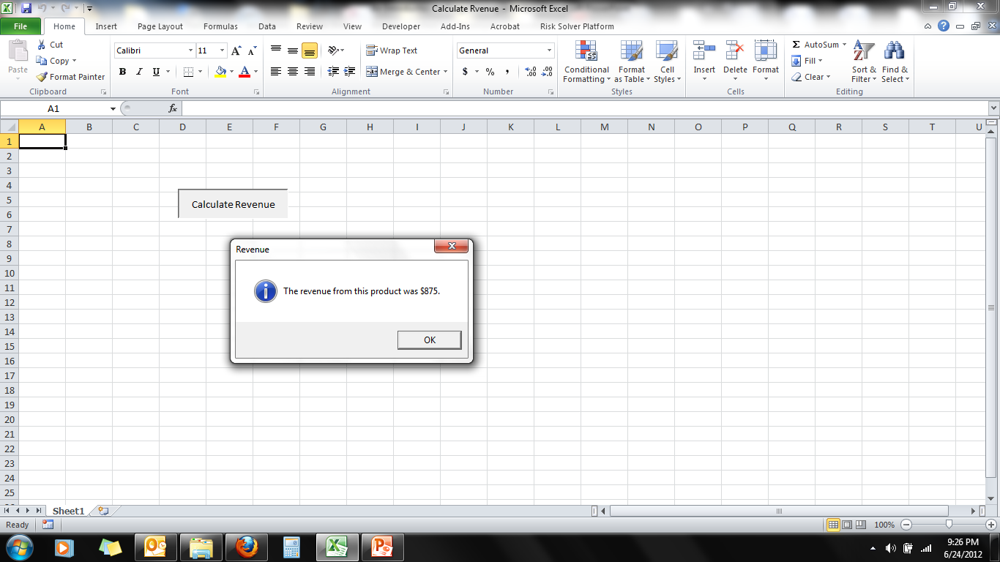 Calculate Rvenue - Microsoft Excel
File Home Insert Page Layout Formulas Data Review View Developer Add-Ins Acrobat Risk Solver Platform
Paste
Cut
Copy
Format Painter
Clipboard
Calibri 11
B I U
Font
Wrap Text
Merge & Center
Alignment
General
$ % ,
Number
Conditional Formatting
Format as Table
Cell Styles
Styles
Insert
Delete
Format
Cells
Σ AutoSum
Fill
Clear
Sort & Filter
Find & Select
Editing
A1 fx
A B C D E F G H I J K L M N O P Q R S T U
1
2
3
4
5
6
7
8
9
10
11
12
13
14
15
16
17
18
19
20
21
22
23
24
25
Calculate Revenue
Revenue
The revenue from this product was $875.
OK
Sheet1
Ready 100%
9:26 PM
6/24/2012